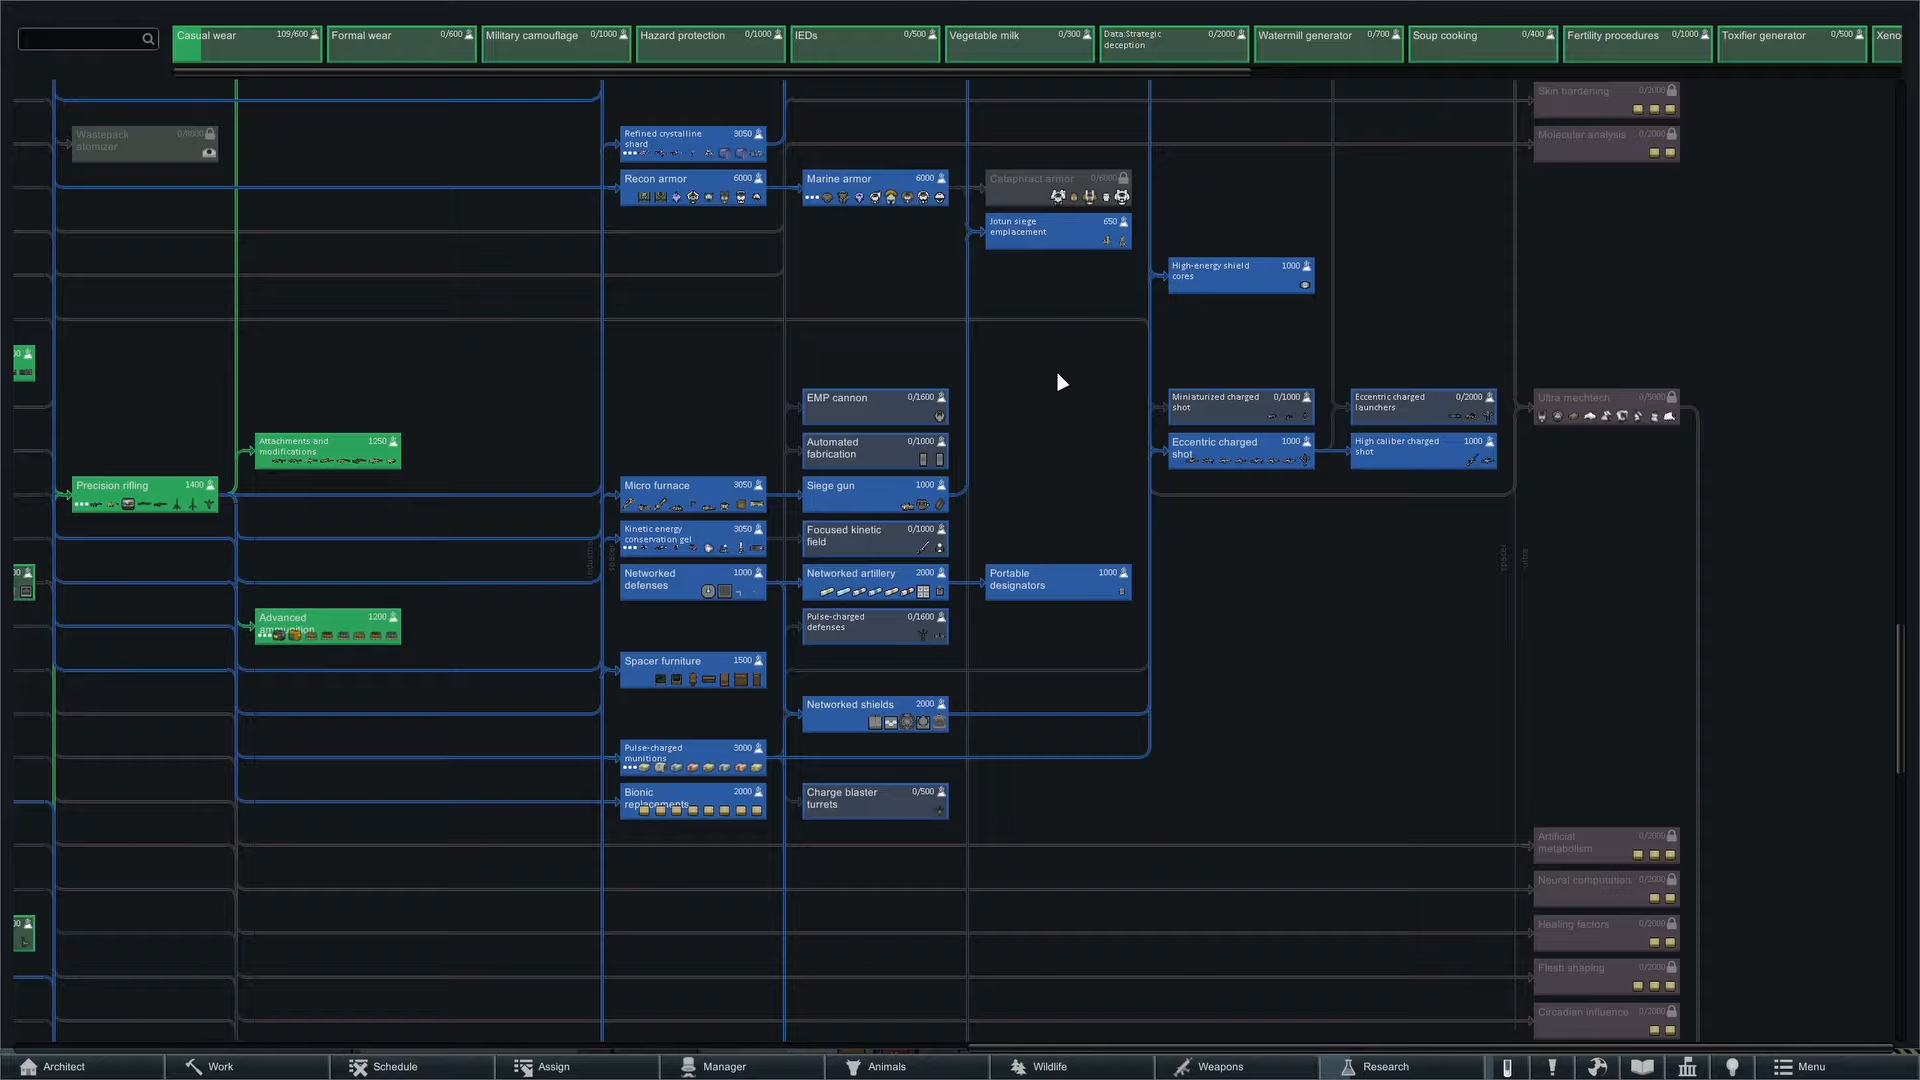 Casual wear 109/600
Formal wear 0/600
Military camouflage 0/1000
Hazard protection 0/1000
IEDs 0/500
Vegetable milk 0/300
Data:Strategic 0/2000
deception
Watermill generator 0/700
Soup cooking 0/400
Fertility procedures 0/1000
Toxifier generator 0/500
Xeno
Skin hardening 0/2000
Wastepack
atomizer
Refined crystalline 3050
shard
Molecular analysis 0/2000
Recon armor 6000
Marine armor 6000
Cataphract armor 0/6000
Jotun siege 650
emplacement
High-energy shield 1000
cores
EMP cannon 0/1600
Miniaturized charged 0/1000
shot
Eccentric charged 0/2000
launchers
Ultra mechtech 0/5000
Attachments and 1250
modifications
Automated 0/1000
fabrication
Eccentric charged 1000
shot
High caliber charged 1000
shot
Precision rifling 1400
Micro furnace 3050
Siege gun 1000
Kinetic energy 3050
conservation gel
Focused kinetic 0/1000
field
industrial
spacer
spacer
ultra
Networked 1000
defenses
Networked artillery 2000
Portable 1000
designators
Advanced 1200
ammunition
Pulse-charged 0/1600
defenses
Spacer furniture 1500
Networked shields 2000
Pulse-charged 3000
munitions
Bionic 2000
replacements
Charge blaster 0/500
turrets
Artificial 0/2000
metabolism
Neural computation 0/2000
Healing factors 0/2000
Flesh shaping 0/2000
Circadian influence 0/2000
Architect
Work
Schedule
Assign
Manager
Animals
Wildlife
Weapons
Research
Menu